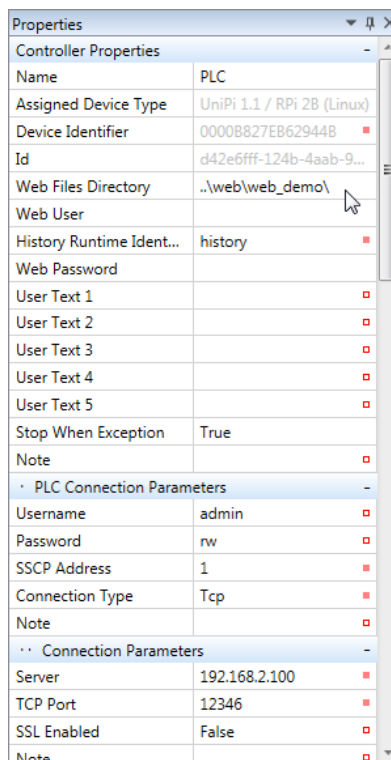 Properties
Controller Properties -
Name PLC
Assigned Device Type UniPi 1.1 / RPi 2B (Linux)
Device Identifier 0000B827EB62944B
Id d42e6fff-124b-4aab-9...
Web Files Directory ..\web\web_demo\
Web User
History Runtime Ident... history
Web Password
User Text 1
User Text 2
User Text 3
User Text 4
User Text 5
Stop When Exception True
Note
· PLC Connection Parameters -
Username admin
Password rw
SSCP Address 1
Connection Type Tcp
Note
·· Connection Parameters -
Server 192.168.2.100
TCP Port 12346
SSL Enabled False
Note